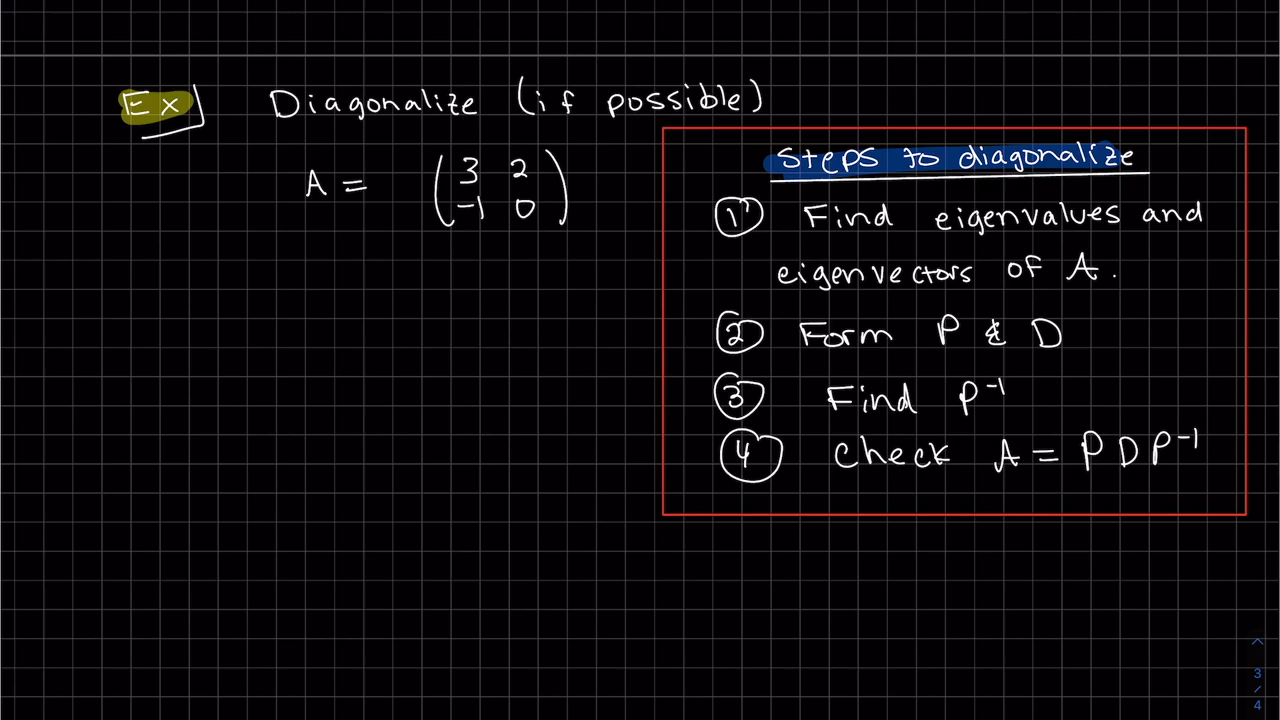 Ex Diagonalize (if possible)
A = ( 3 2
-1 0 )
Steps to diagonalize
① Find eigenvalues and
eigenvectors of A.
② Form P & D
③ Find P⁻¹
④ Check A = P D P⁻¹
3
/
4